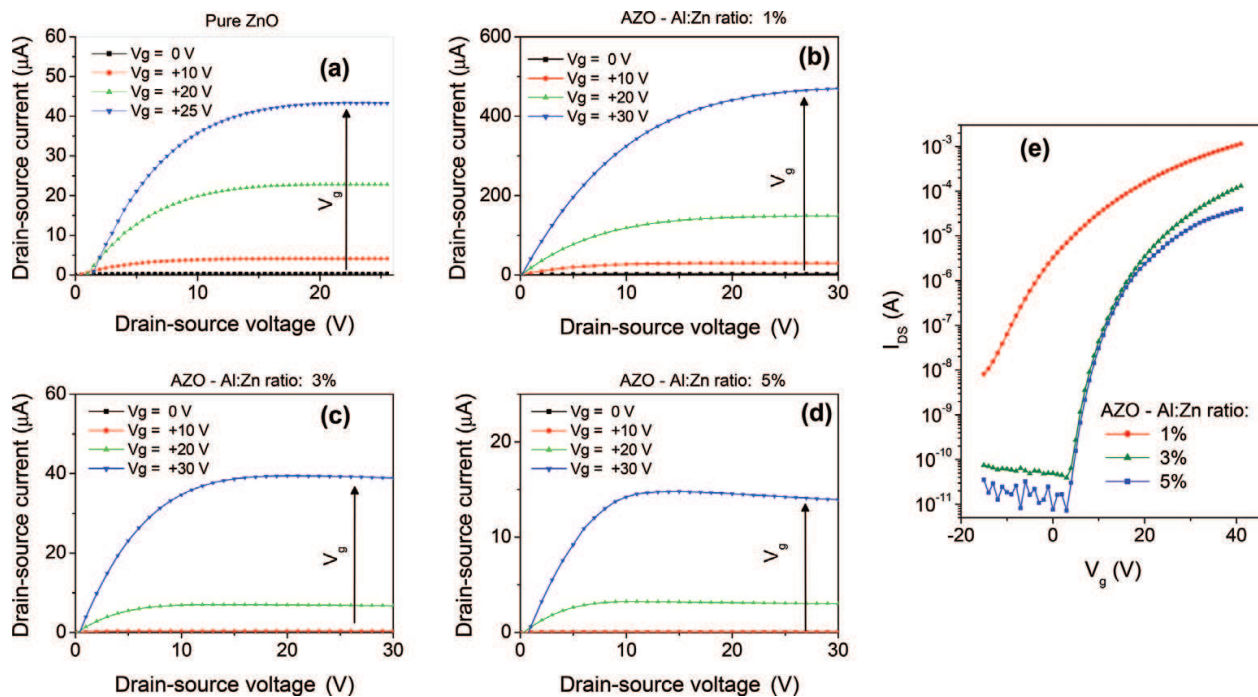 Pure ZnO
Drain-source current (µA)
60
50
40
30
20
10
0
Vg = 0 V
Vg = +10 V
Vg = +20 V
Vg = +25 V
(a)
Vg
0
10
20
Drain-source voltage (V)
AZO - Al:Zn ratio: 1%
Drain-source current (µA)
600
400
200
0
Vg = 0 V
Vg = +10 V
Vg = +20 V
Vg = +30 V
(b)
Vg
0
10
20
30
Drain-source voltage (V)
AZO - Al:Zn ratio: 3%
Drain-source current (µA)
60
40
20
0
Vg = 0 V
Vg = +10 V
Vg = +20 V
Vg = +30 V
(c)
Vg
0
10
20
30
Drain-source voltage (V)
AZO - Al:Zn ratio: 5%
Drain-source current (µA)
20
10
0
Vg = 0 V
Vg = +10 V
Vg = +20 V
Vg = +30 V
(d)
Vg
0
10
20
30
Drain-source voltage (V)
(e)
I_DS (A)
10⁻³
10⁻⁴
10⁻⁵
10⁻⁶
10⁻⁷
10⁻⁸
10⁻⁹
10⁻¹⁰
10⁻¹¹
AZO - Al:Zn ratio:
1%
3%
5%
-20
0
20
40
Vg (V)